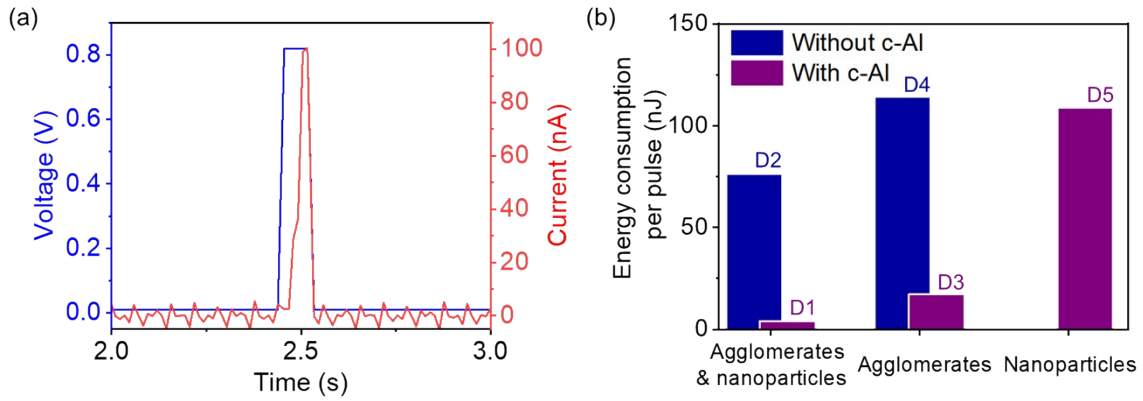 (a)
0.8
0.6
0.4
0.2
0.0
Voltage (V)
100
80
60
40
20
0
Current (nA)
2.0
2.5
3.0
Time (s)
(b)
150
100
50
0
Energy consumption
per pulse (nJ)
Without c-Al
With c-Al
D2
D1
D4
D3
D5
Agglomerates
& nanoparticles
Agglomerates
Nanoparticles